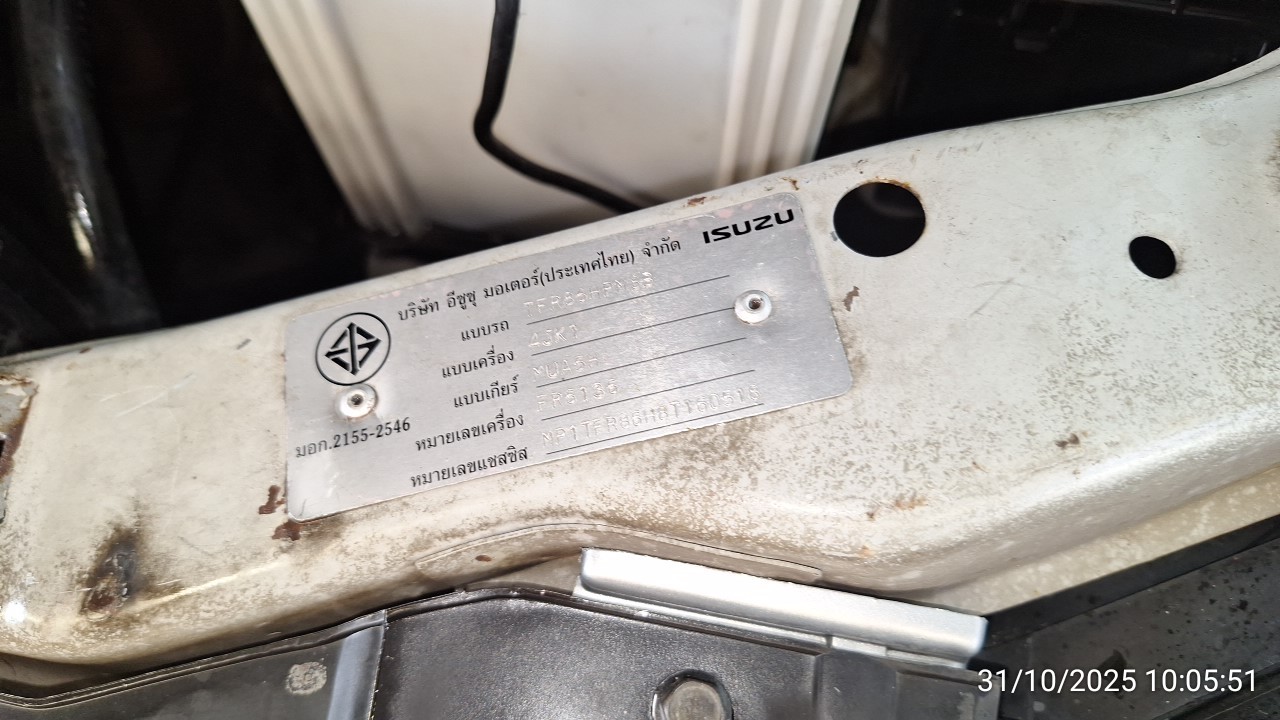 บริษัท อีซูซุ มอเตอร์(ประเทศไทย) จำกัด ISUZU
แบบรถ
แบบเครื่อง 4JK1
แบบเกียร์
หมายเลขเครื่อง
หมายเลขแชสซิส
มอก.2155-2546
31/10/2025 10:05:51